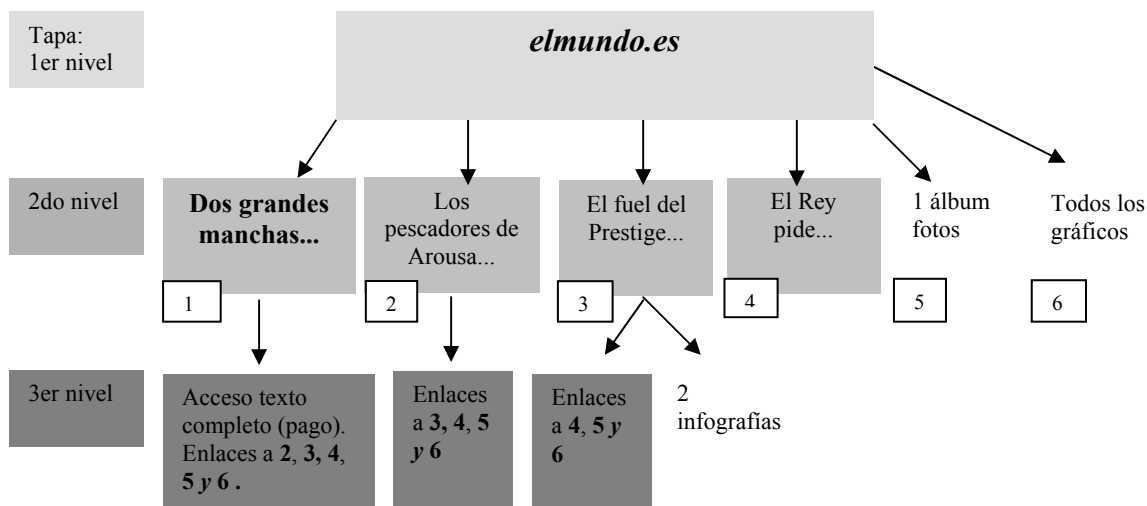 Tapa:
1er nivel
elmundo.es
2do nivel
Dos grandes
manchas...
1
Los
pescadores de
Arousa...
2
El fuel del
Prestige...
3
El Rey
pide...
4
1 álbum
fotos
5
Todos los
gráficos
6
3er nivel
Acceso texto
completo (pago).
Enlaces a 2, 3, 4,
5 y 6 .
Enlaces
a 3, 4, 5
y 6
Enlaces
a 4, 5 y
6
2
infografías